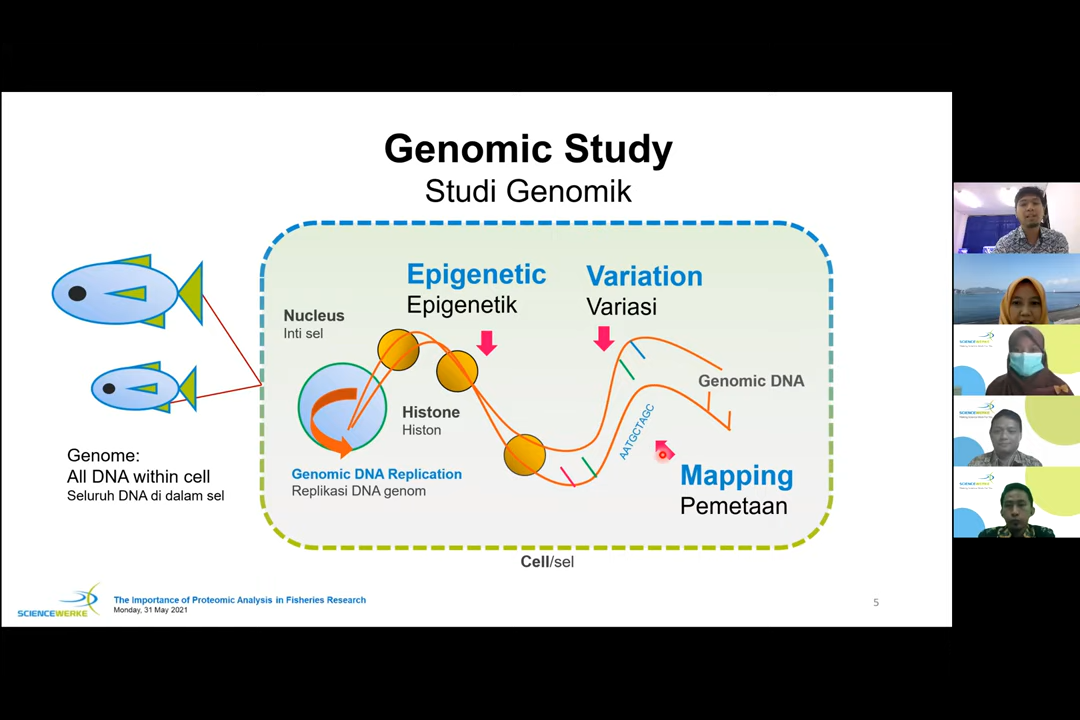 Genomic Study
Studi Genomik
Epigenetic
Epigenetik
Variation
Variasi
Nucleus
Inti sel
Genomic DNA
Histone
Histon
AATGCTAGC
Genome:
All DNA within cell
Seluruh DNA di dalam sel
Genomic DNA Replication
Replikasi DNA genom
Mapping
Pemetaan
Cell/sel
SCIENCEWERKE
The Importance of Proteomic Analysis in Fisheries Research
Monday, 31 May 2021
5